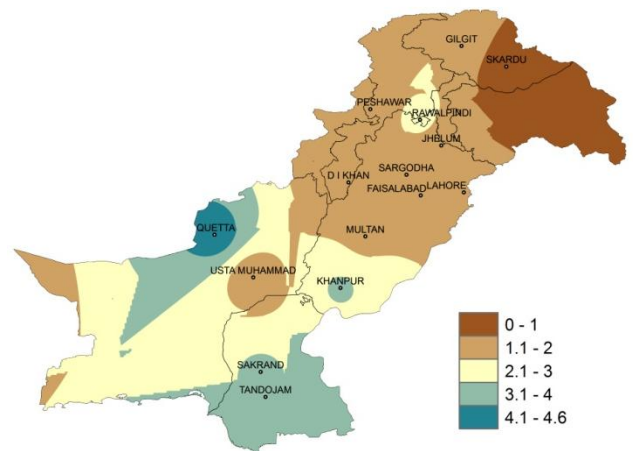 GILGIT
SKARDU
PESHAWAR
RAWALPINDI
JHELUM
SARGODHA
D I KHAN
FAISALABAD
LAHORE
QUETTA
MULTAN
USTA MUHAMMAD
KHANPUR
SAKRAND
TANDOJAM
0 - 1
1.1 - 2
2.1 - 3
3.1 - 4
4.1 - 4.6